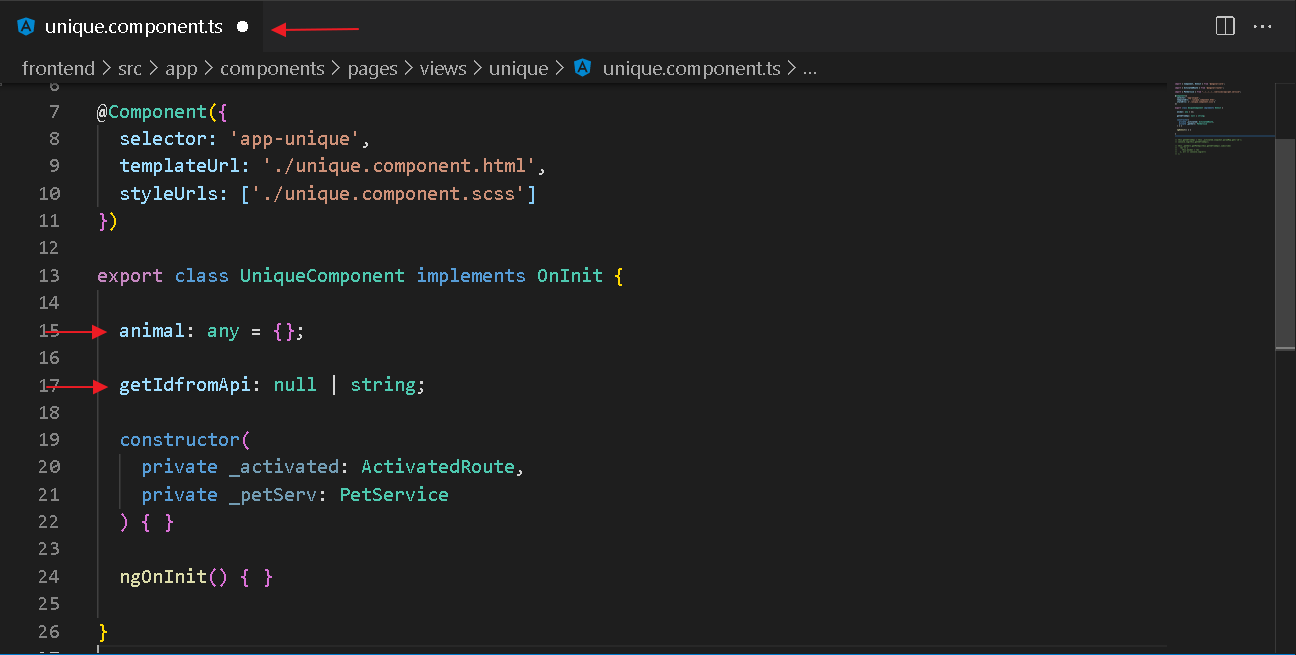 unique.component.ts
frontend > src > app > components > pages > views > unique > unique.component.ts > ...
6
7 @Component({
8 selector: 'app-unique',
9 templateUrl: './unique.component.html',
10 styleUrls: ['./unique.component.scss']
11 })
12
13 export class UniqueComponent implements OnInit {
14
15 animal: any = {};
16
17 getIdfromApi: null | string;
18
19 constructor(
20 private _activated: ActivatedRoute,
21 private _petServ: PetService
22 ) { }
23
24 ngOnInit() { }
25
26 }